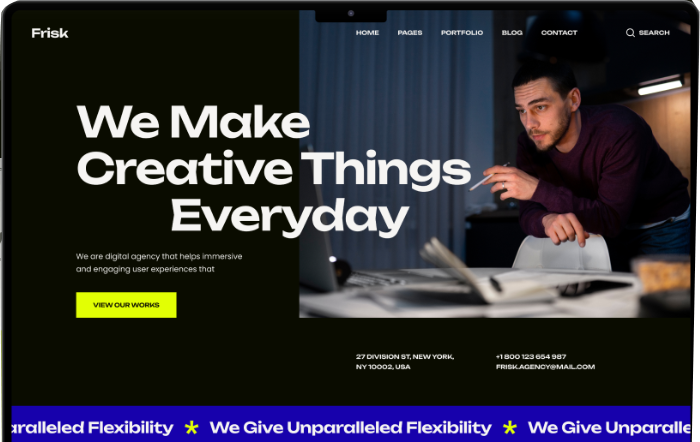 Frisk
HOME PAGES PORTFOLIO BLOG CONTACT SEARCH
We Make
Creative Things
Everyday
We are digital agency that helps immersive
and engaging user experiences that
VIEW OUR WORKS
27 DIVISION ST, NEW YORK,
NY 10002, USA
+1 800 123 654 987
FRISK.AGENCY@MAIL.COM
aralleled Flexibility * We Give Unparalleled Flexibility * We Give Unparalle